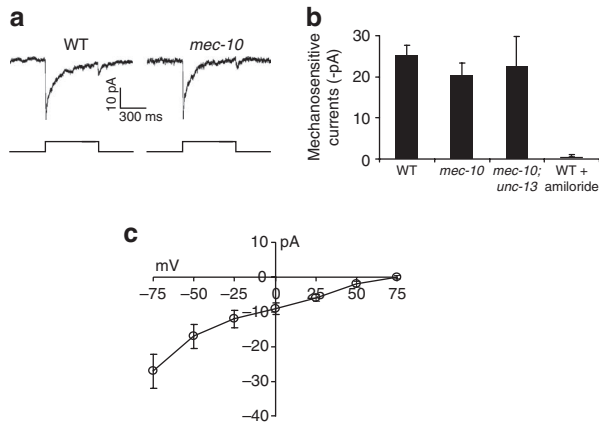 a
WT
mec-10
10 pA
300 ms
b
Mechanosensitive
currents (-pA)
30
20
10
0
WT
mec-10
mec-10;
unc-13
WT +
amiloride
c
10
pA
mV
0
–75
–50
–25
0
25
50
75
–10
–20
–30
–40